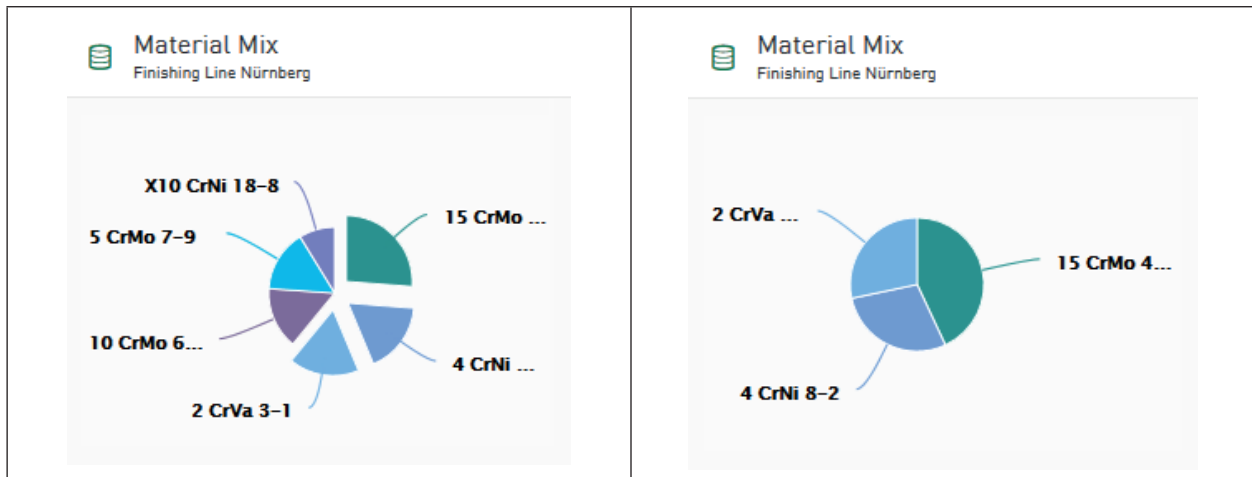 Material Mix
Finishing Line Nürnberg
X10 CrNi 18-8
15 CrMo ...
5 CrMo 7-9
10 CrMo 6...
4 CrNi ...
2 CrVa 3-1
Material Mix
Finishing Line Nürnberg
2 CrVa ...
15 CrMo 4...
4 CrNi 8-2